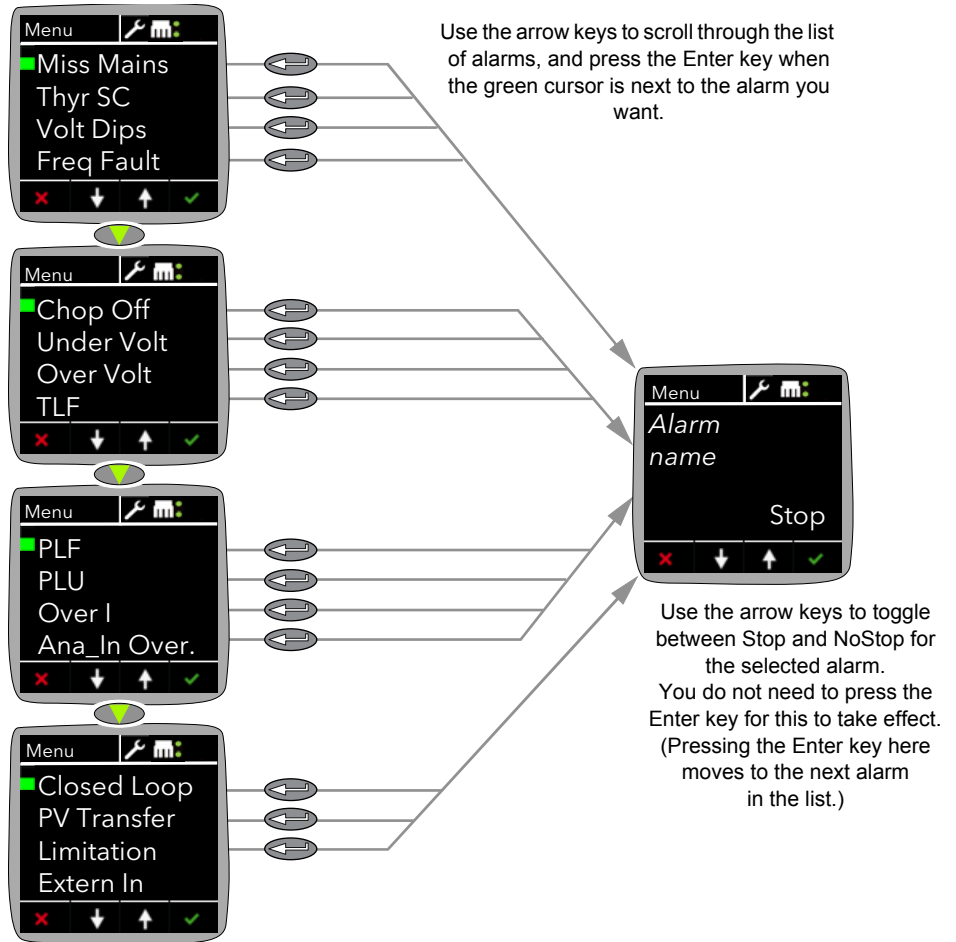 Menu
Miss Mains
Thyr SC
Volt Dips
Freq Fault
Use the arrow keys to scroll through the list
of alarms, and press the Enter key when
the green cursor is next to the alarm you
want.
Menu
Chop Off
Under Volt
Over Volt
TLF
Menu
PLF
PLU
Over I
Ana_In Over.
Menu
Closed Loop
PV Transfer
Limitation
Extern In
Menu
Alarm
name
Stop
Use the arrow keys to toggle
between Stop and NoStop for
the selected alarm.
You do not need to press the
Enter key for this to take effect.
(Pressing the Enter key here
moves to the next alarm
in the list.)